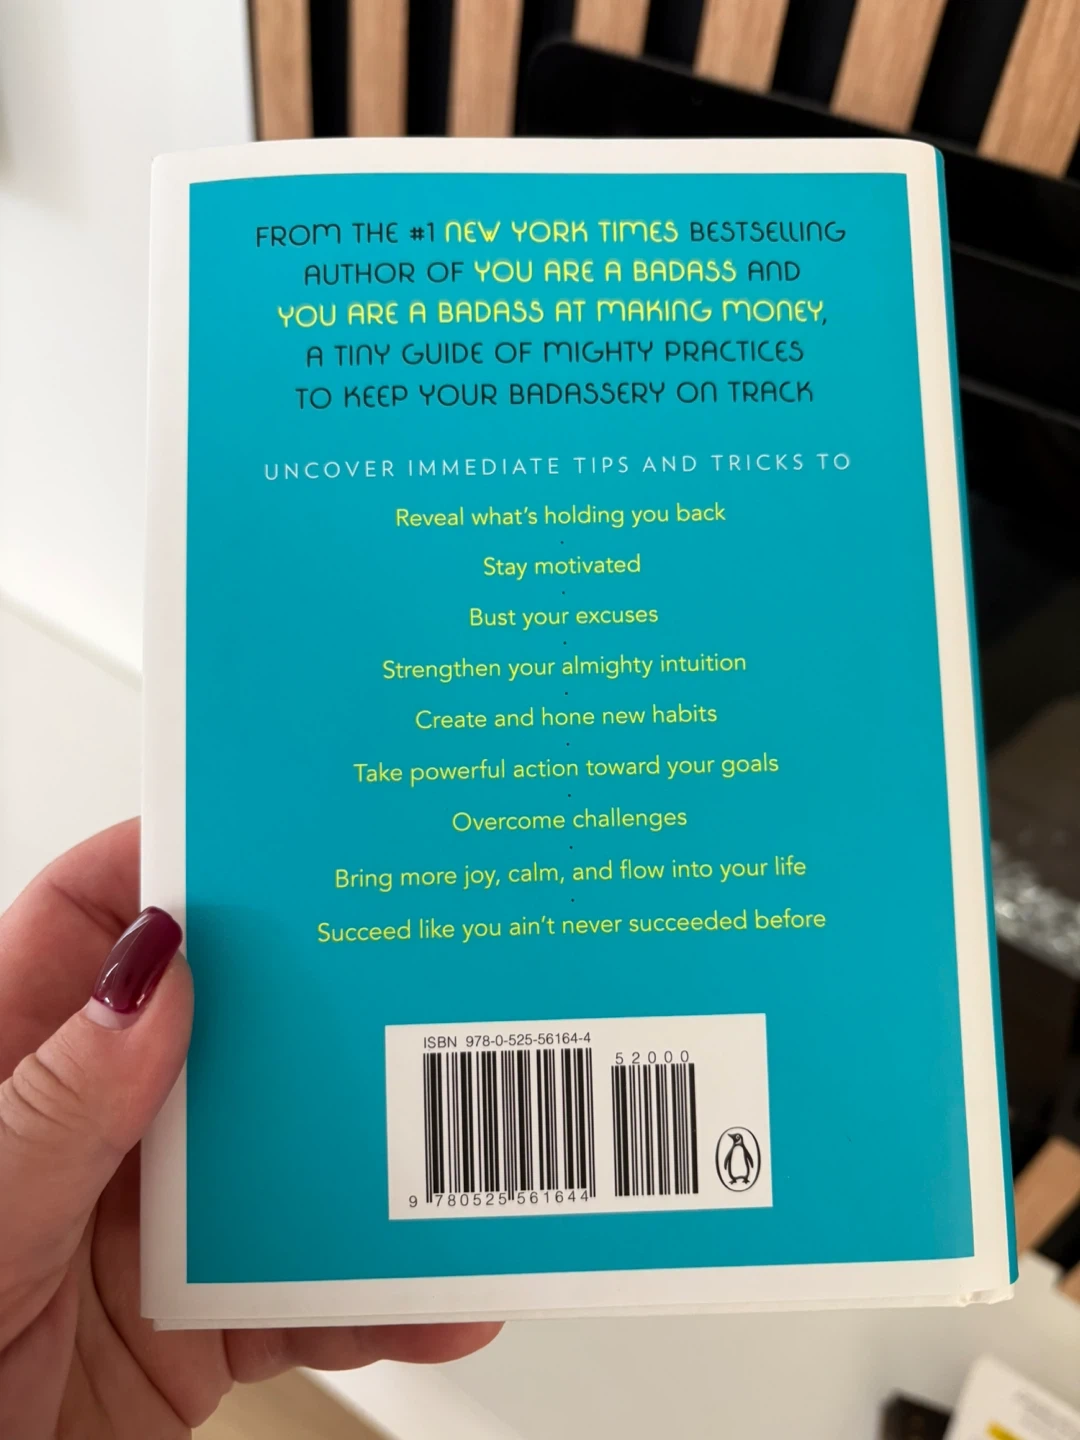 FROM THE #1 NEW YORK TIMES BESTSELLING
AUTHOR OF YOU ARE A BADASS AND
YOU ARE A BADASS AT MAKING MONEY,
A TINY GUIDE OF MIGHTY PRACTICES
TO KEEP YOUR BADASSERY ON TRACK
UNCOVER IMMEDIATE TIPS AND TRICKS TO
Reveal what's holding you back
Stay motivated
Bust your excuses
Strengthen your almighty intuition
Create and hone new habits
Take powerful action toward your goals
Overcome challenges
Bring more joy, calm, and flow into your life
Succeed like you ain't never succeeded before
ISBN 978-0-525-56164-4
52000
9 780525 561644